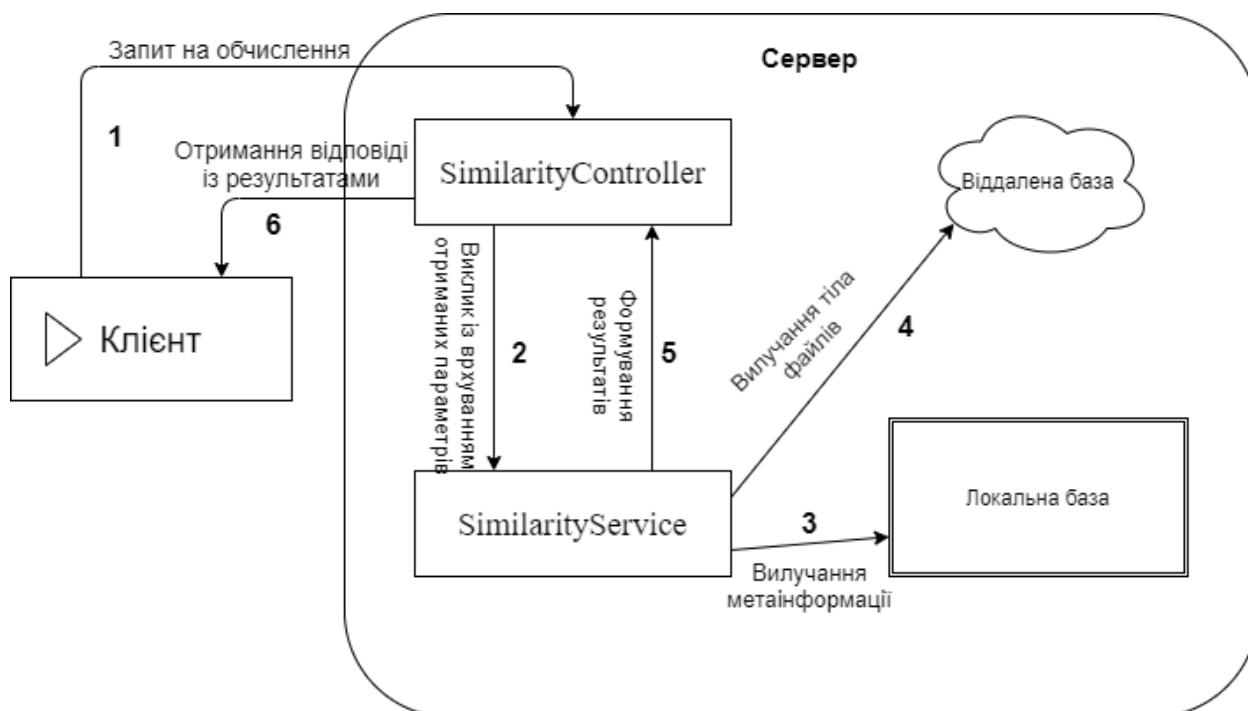 Запит на обчислення
Сервер
1
SimilarityController
Отримання відповіді
із результатами
6
Віддалена база
Клієнт
Виклик із врхуванням
отриманих параметрів
2
Формування
результатів
5
Вилучання тіла
файлів
4
SimilarityService
3
Локальна база
Вилучання
метаінформації